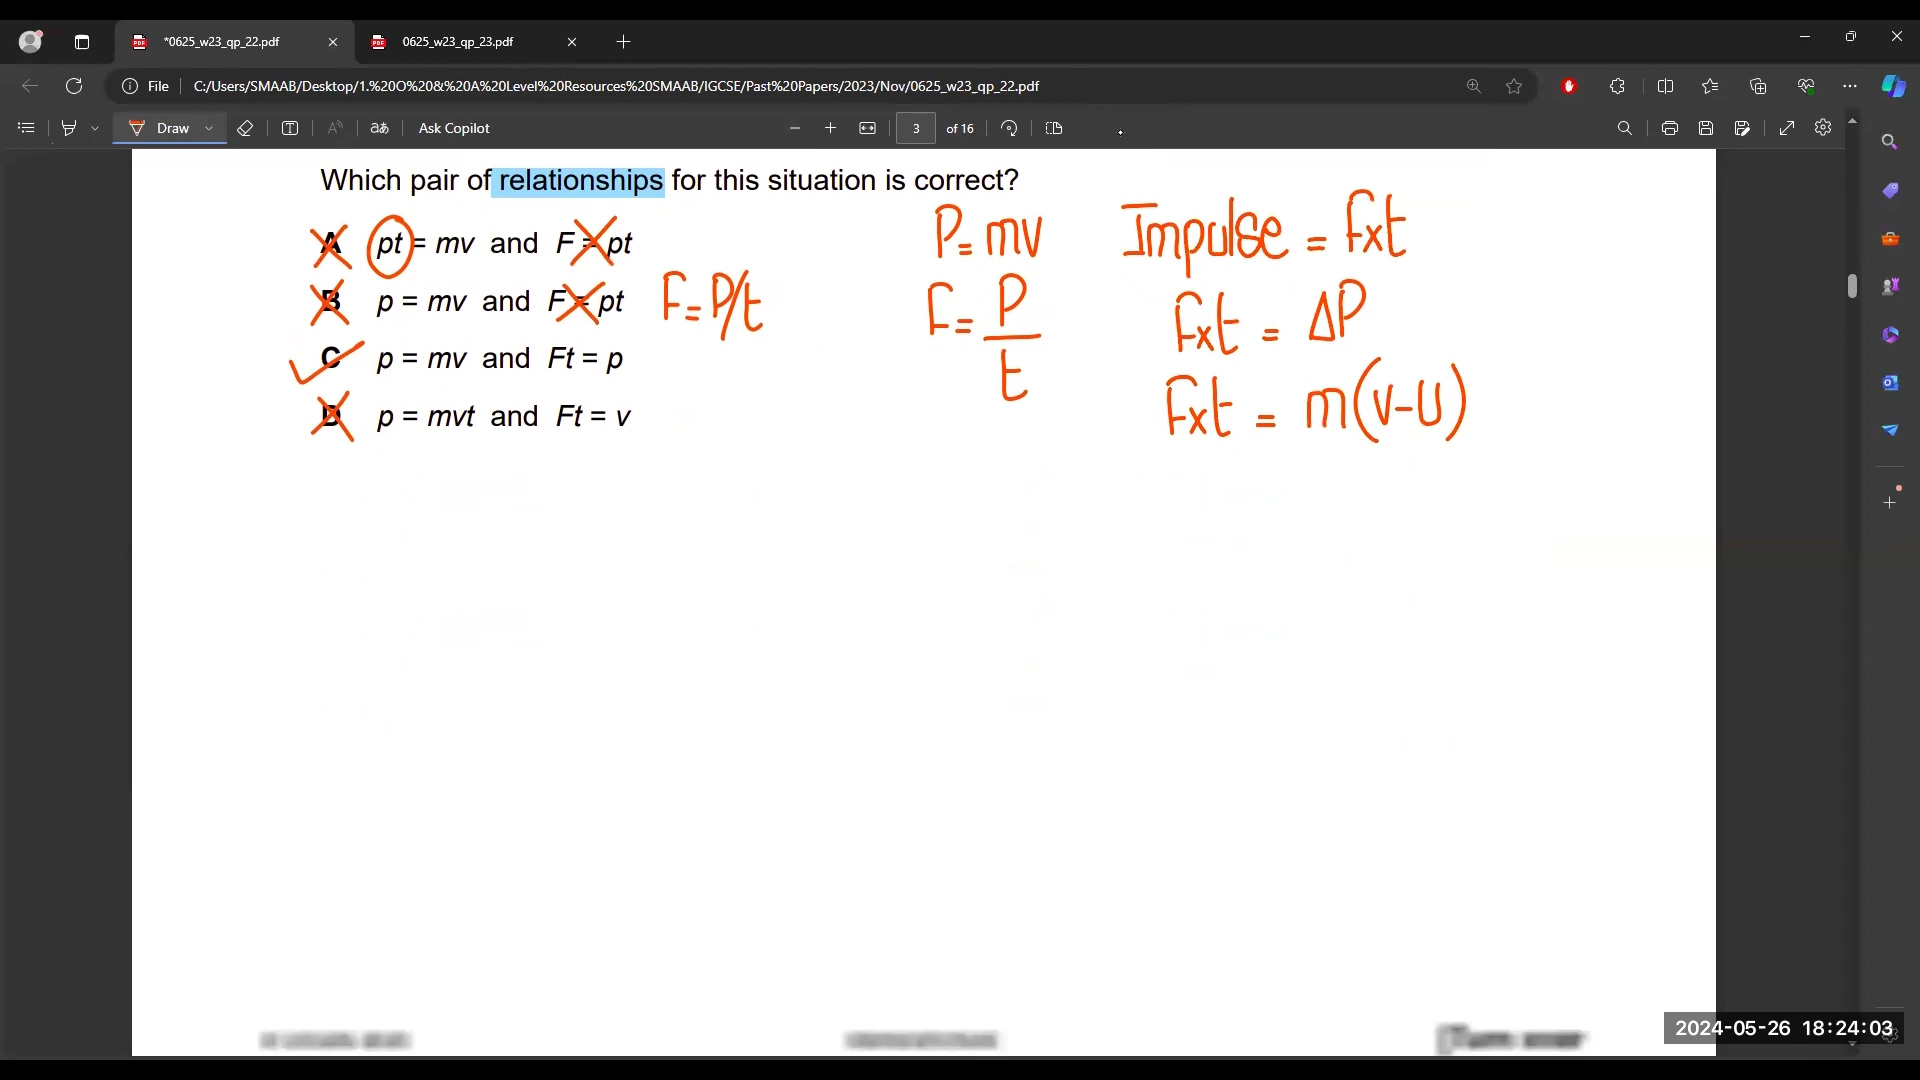 *0625_w23_qp_22.pdf
0625_w23_qp_23.pdf
File C:/Users/SMAAB/Desktop/1.%20O%20&%20A%20Level%20Resources%20SMAAB/IGCSE/Past%20Papers/2023/Nov/0625_w23_qp_22.pdf
Draw Ask Copilot 3 of 16
Which pair of relationships for this situation is correct?
A pt = mv and F = pt
B p = mv and F = pt F = P/t
C p = mv and Ft = p
D p = mvt and Ft = v
P = mv
F = P/t
Impulse = Fxt
Fxt = ΔP
Fxt = m(v-u)
2024-05-26 18:24:03